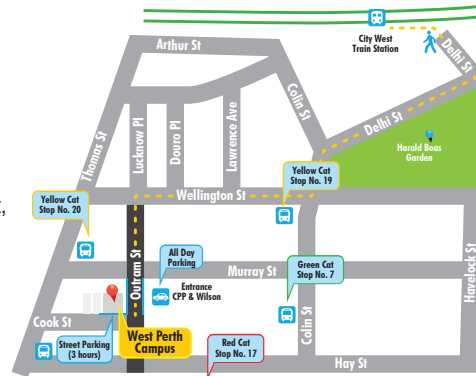 City West
Train Station
Delhi St
Arthur St
Colin St
Delhi St
Thomas St
Lucknow Pl
Douro Pl
Lawrence Ave
Harold Boas
Garden
Yellow Cat
Stop No. 19
Yellow Cat
Stop No. 20
Wellington St
,
All Day
Parking
Outram St
Murray St
Green Cat
Stop No. 7
Havelock St
Entrance
CPP & Wilson
Cook St
Colin St
West Perth
Campus
Street Parking
(3 hours)
Red Cat
Stop No. 17
Hay St